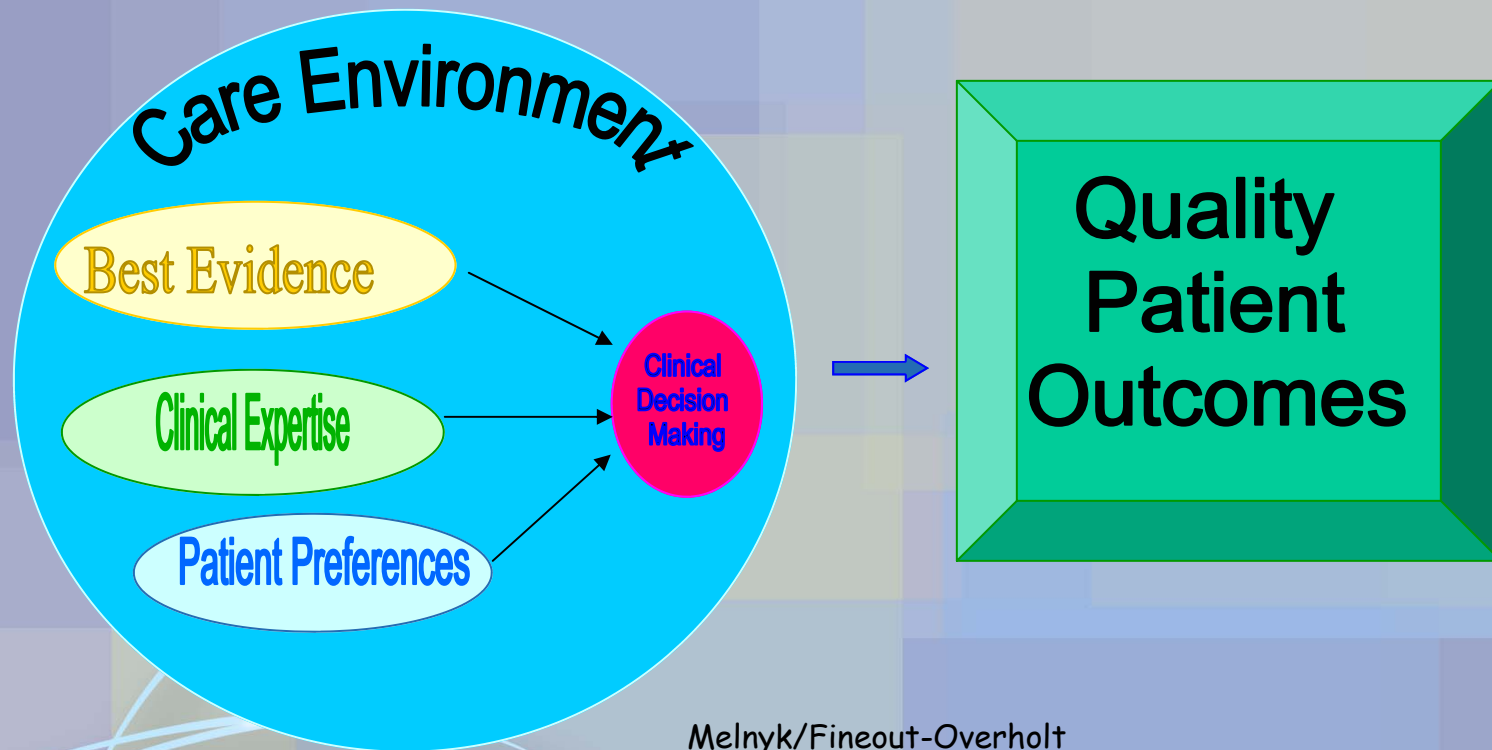 Care Environment
Best Evidence
Clinical Expertise
Patient Preferences
Clinical
Decision
Making
Quality
Patient
Outcomes
Melnyk/Fineout-Overholt